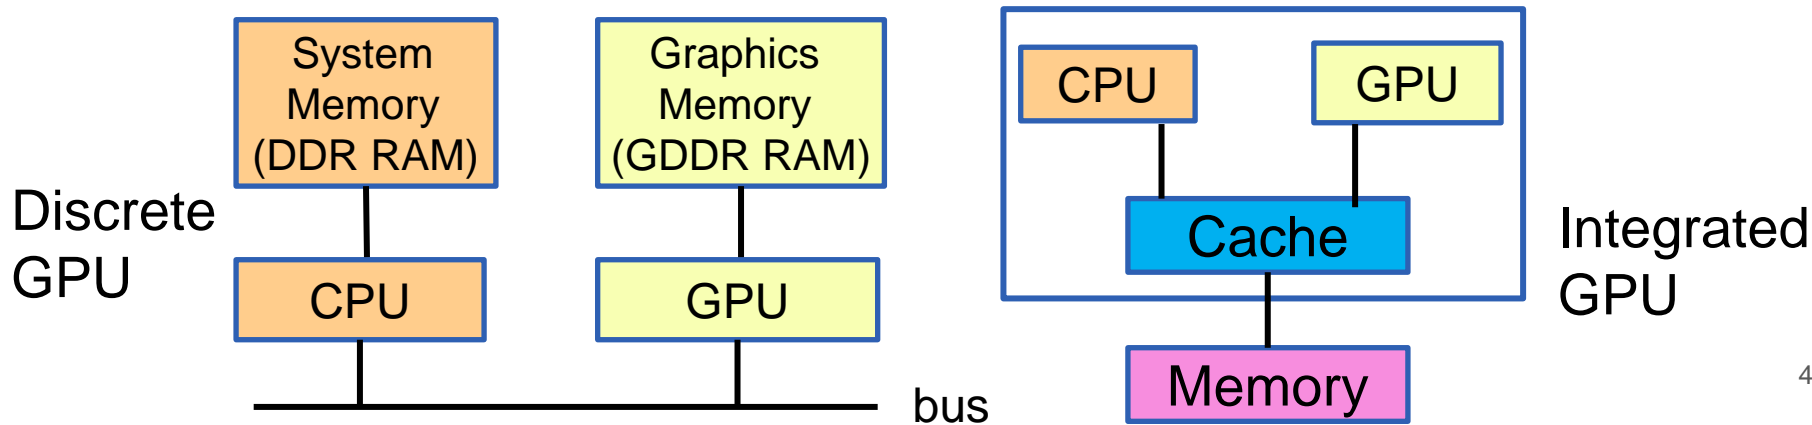 Discrete
GPU
System
Memory
(DDR RAM)
CPU
Graphics
Memory
(GDDR RAM)
GPU
bus
CPU
GPU
Cache
Memory
Integrated
GPU
4